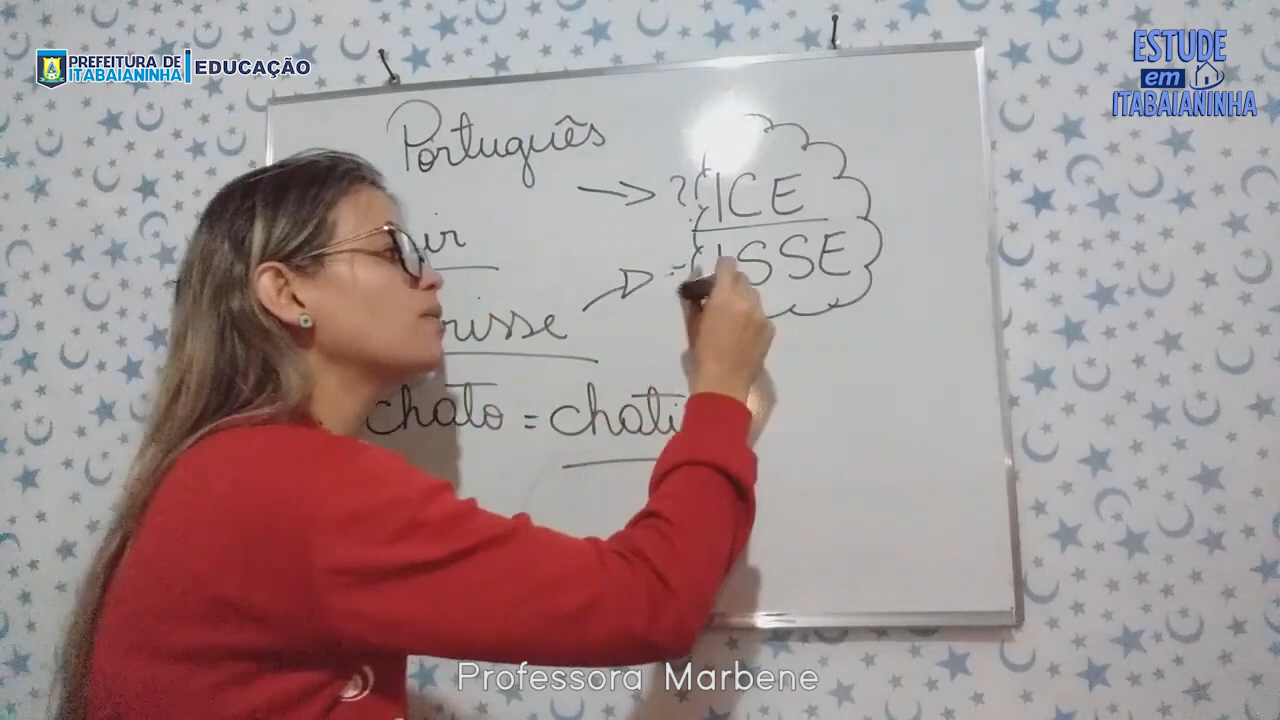 PREFEITURA DE
ITABAIANINHA
EDUCAÇÃO
ESTUDE
em
ITABAIANINHA
Português
? ICE
ISSE
chato = chati
Professora Marbene